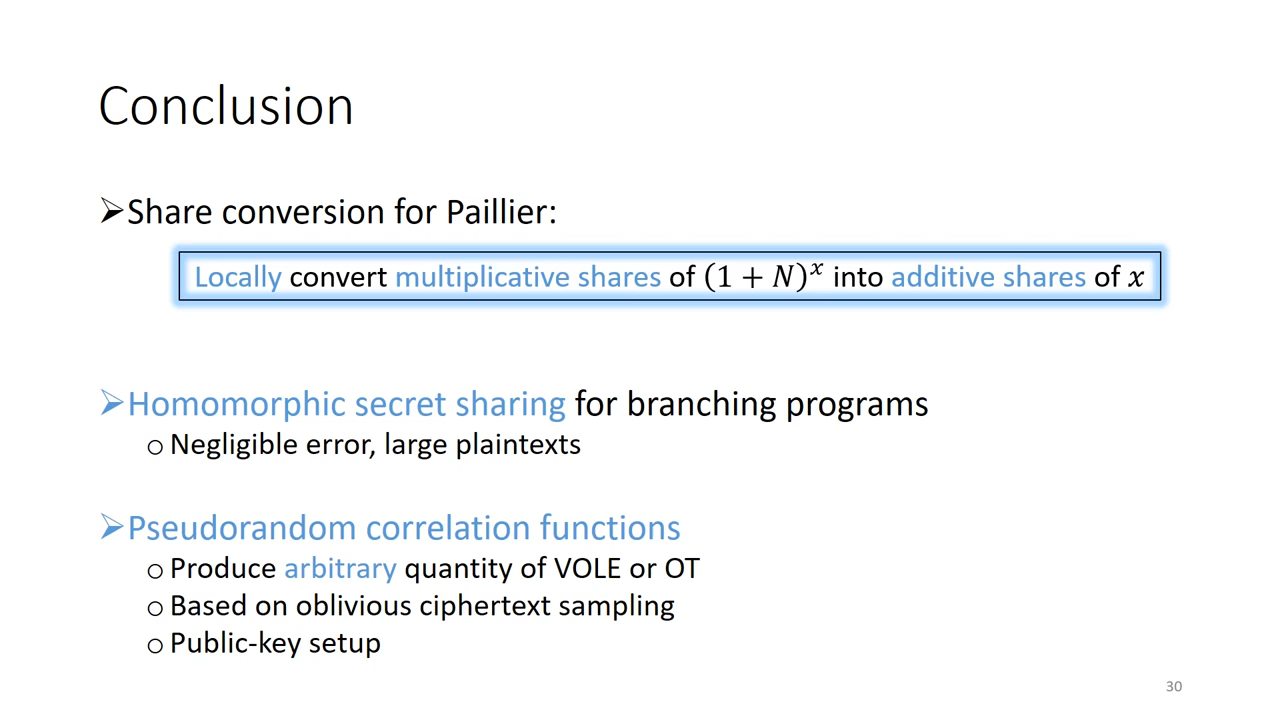 Conclusion
➢Share conversion for Paillier:
Locally convert multiplicative shares of (1 + N)^x into additive shares of x
➢Homomorphic secret sharing for branching programs
o Negligible error, large plaintexts
➢Pseudorandom correlation functions
o Produce arbitrary quantity of VOLE or OT
o Based on oblivious ciphertext sampling
o Public-key setup
30